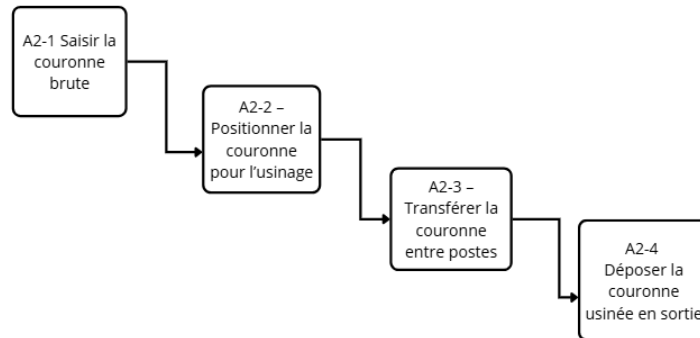 A2-1 Saisir la
couronne
brute
A2-2 –
Positionner la
couronne
pour l’usinage
A2-3 –
Transférer la
couronne
entre postes
A2-4
Déposer la
couronne
usinée en sortie